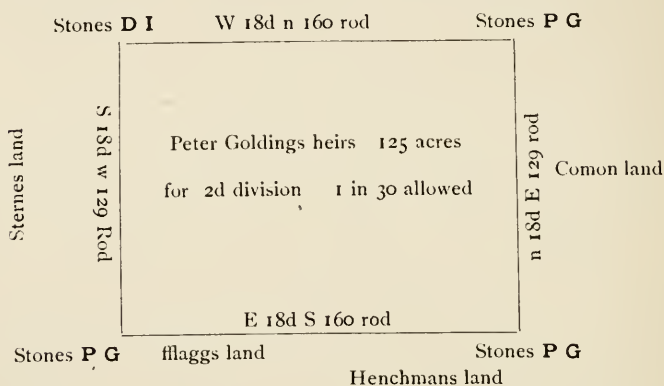 Stones D I W 18d n 160 rod Stones P G
Sternes land
S 18d w 129 Rod
Peter Goldings heirs 125 acres
for 2d division 1 in 30 allowed
n 18d E 129 rod
Comon land
E 18d S 160 rod
Stones P G fflaggs land Stones P G
Henchmans land